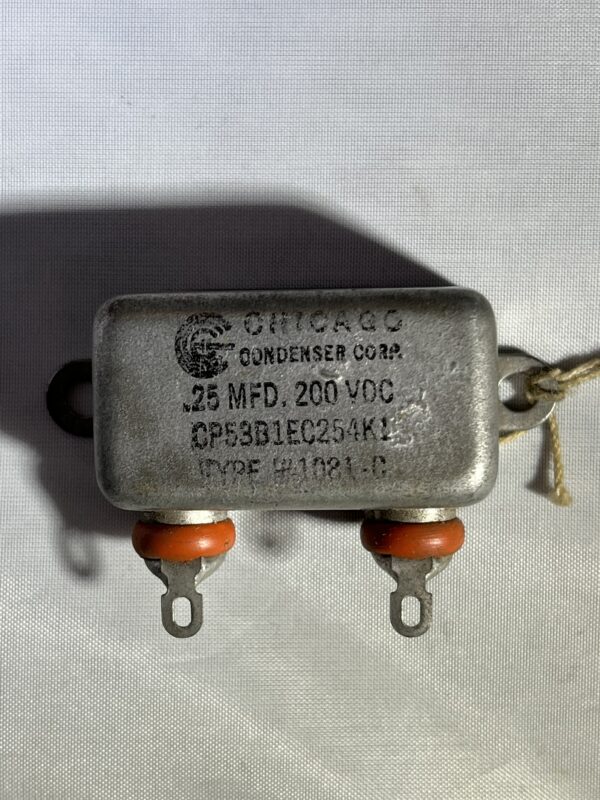 CHICAGO
CONDENSER CORP.
.25 MFD. 200 VDC
CP53B1EC254K1
TYPE #1081-C